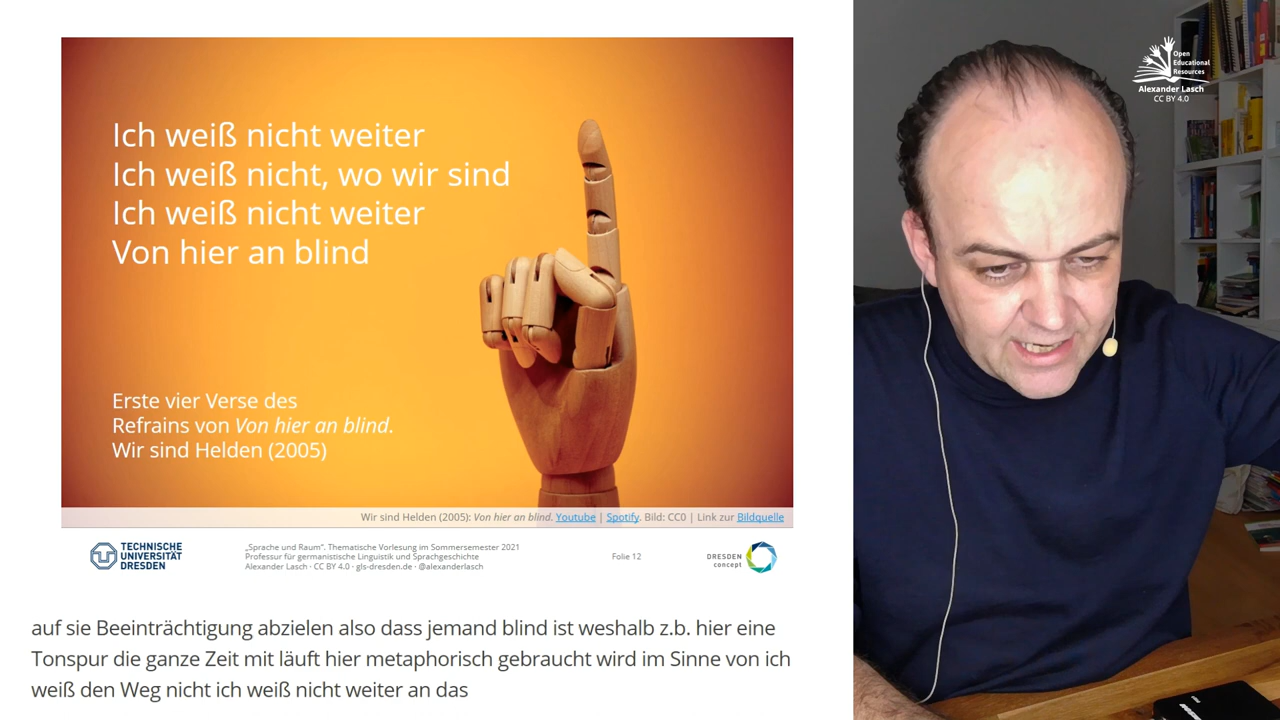 Ich weiß nicht weiter
Ich weiß nicht, wo wir sind
Ich weiß nicht weiter
Von hier an blind
Erste vier Verse des
Refrains von Von hier an blind.
Wir sind Helden (2005)
Wir sind Helden (2005): Von hier an blind. Youtube | Spotify. Bild: CC0 | Link zur Bildquelle
TECHNISCHE
UNIVERSITÄT
DRESDEN
„Sprache und Raum“. Thematische Vorlesung im Sommersemester 2021
Professur für germanistische Linguistik und Sprachgeschichte
Alexander Lasch · CC BY 4.0 · gls-dresden.de · @alexanderlasch
Folie 12
DRESDEN
concept
auf sie Beeinträchtigung abzielen also dass jemand blind ist weshalb z.b. hier eine
Tonspur die ganze Zeit mit läuft hier metaphorisch gebraucht wird im Sinne von ich
weiß den Weg nicht ich weiß nicht weiter an das
Open
Educational
Resources
Alexander Lasch
CC BY 4.0